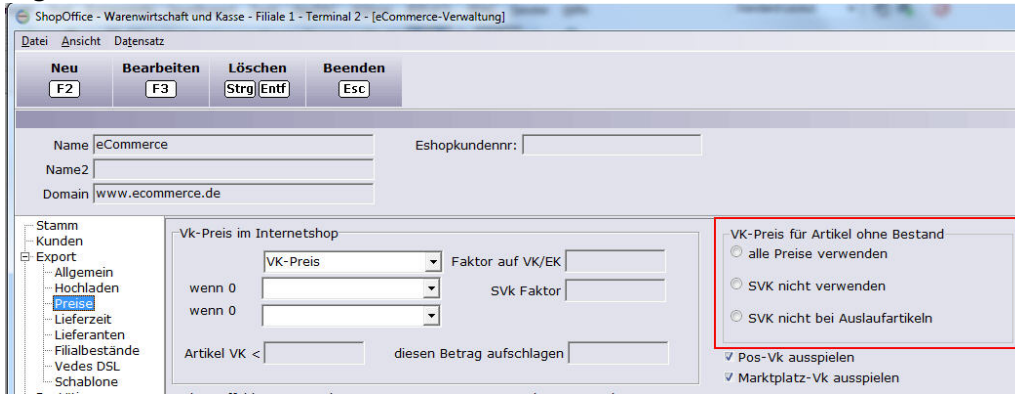 ShopOffice - Warenwirtschaft und Kasse - Filiale 1 - Terminal 2 - [eCommerce-Verwaltung]
Datei Ansicht Datensatz
Neu Bearbeiten Löschen Beenden
F2 F3 Strg Entf Esc
Name eCommerce Eshopkundennr:
Name2
Domain www.ecommerce.de
Stamm
Kunden
Export
Allgemein
Hochladen
Preise
Lieferzeit
Lieferanten
Filialbestände
Vedes DSL
Schablone
Vk-Preis im Internetshop
VK-Preis Faktor auf VK/EK
wenn 0 SVk Faktor
wenn 0
Artikel VK < diesen Betrag aufschlagen
VK-Preis für Artikel ohne Bestand
alle Preise verwenden
SVK nicht verwenden
SVK nicht bei Auslaufartikeln
Pos-Vk ausspielen
Marktplatz-Vk ausspielen